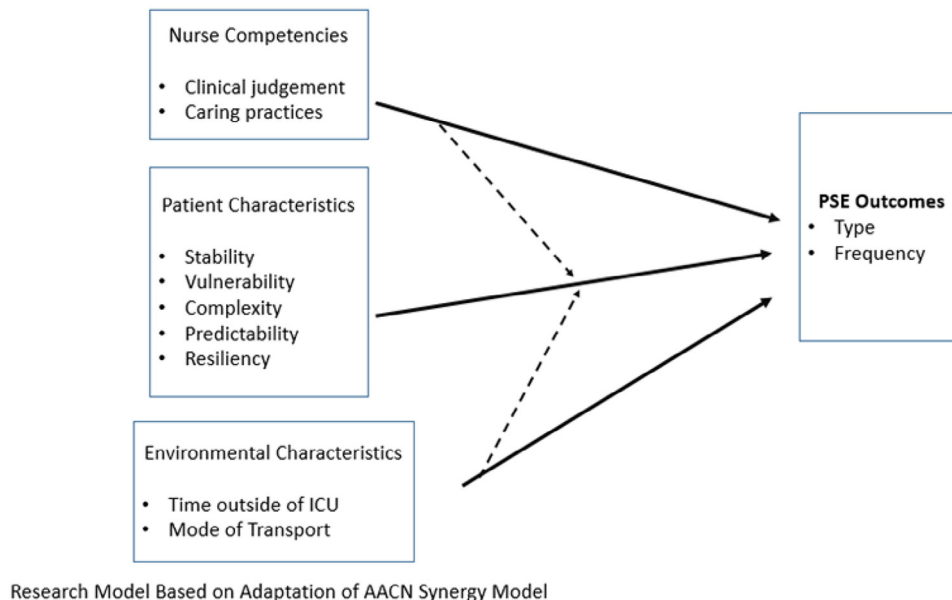 Nurse Competencies
• Clinical judgement
• Caring practices
Patient Characteristics
• Stability
• Vulnerability
• Complexity
• Predictability
• Resiliency
Environmental Characteristics
• Time outside of ICU
• Mode of Transport
PSE Outcomes
• Type
• Frequency
Research Model Based on Adaptation of AACN Synergy Model